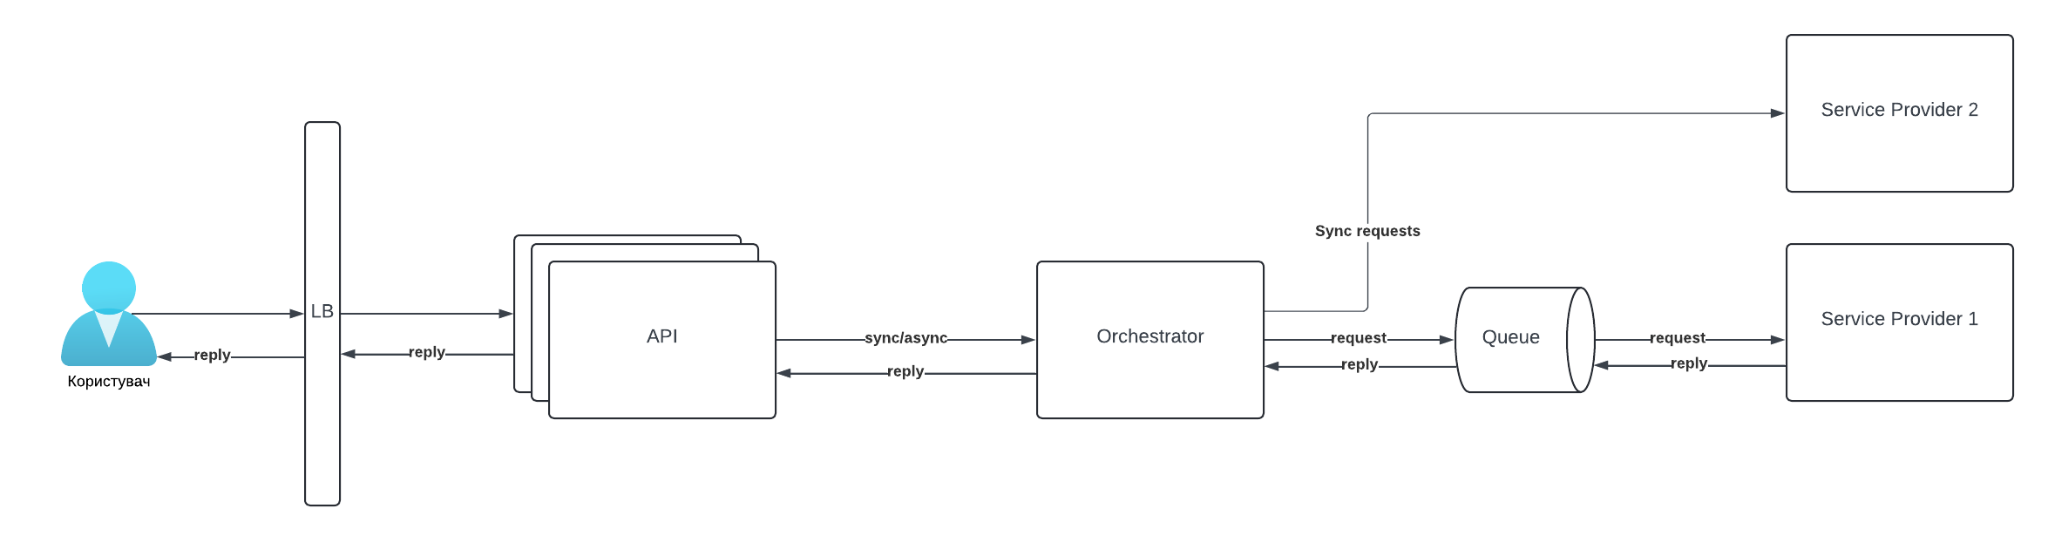 Service Provider 2
Sync requests
LB
Service Provider 1
API
sync/async
Orchestrator
request
Queue
request
reply
reply
reply
reply
reply
Користувач